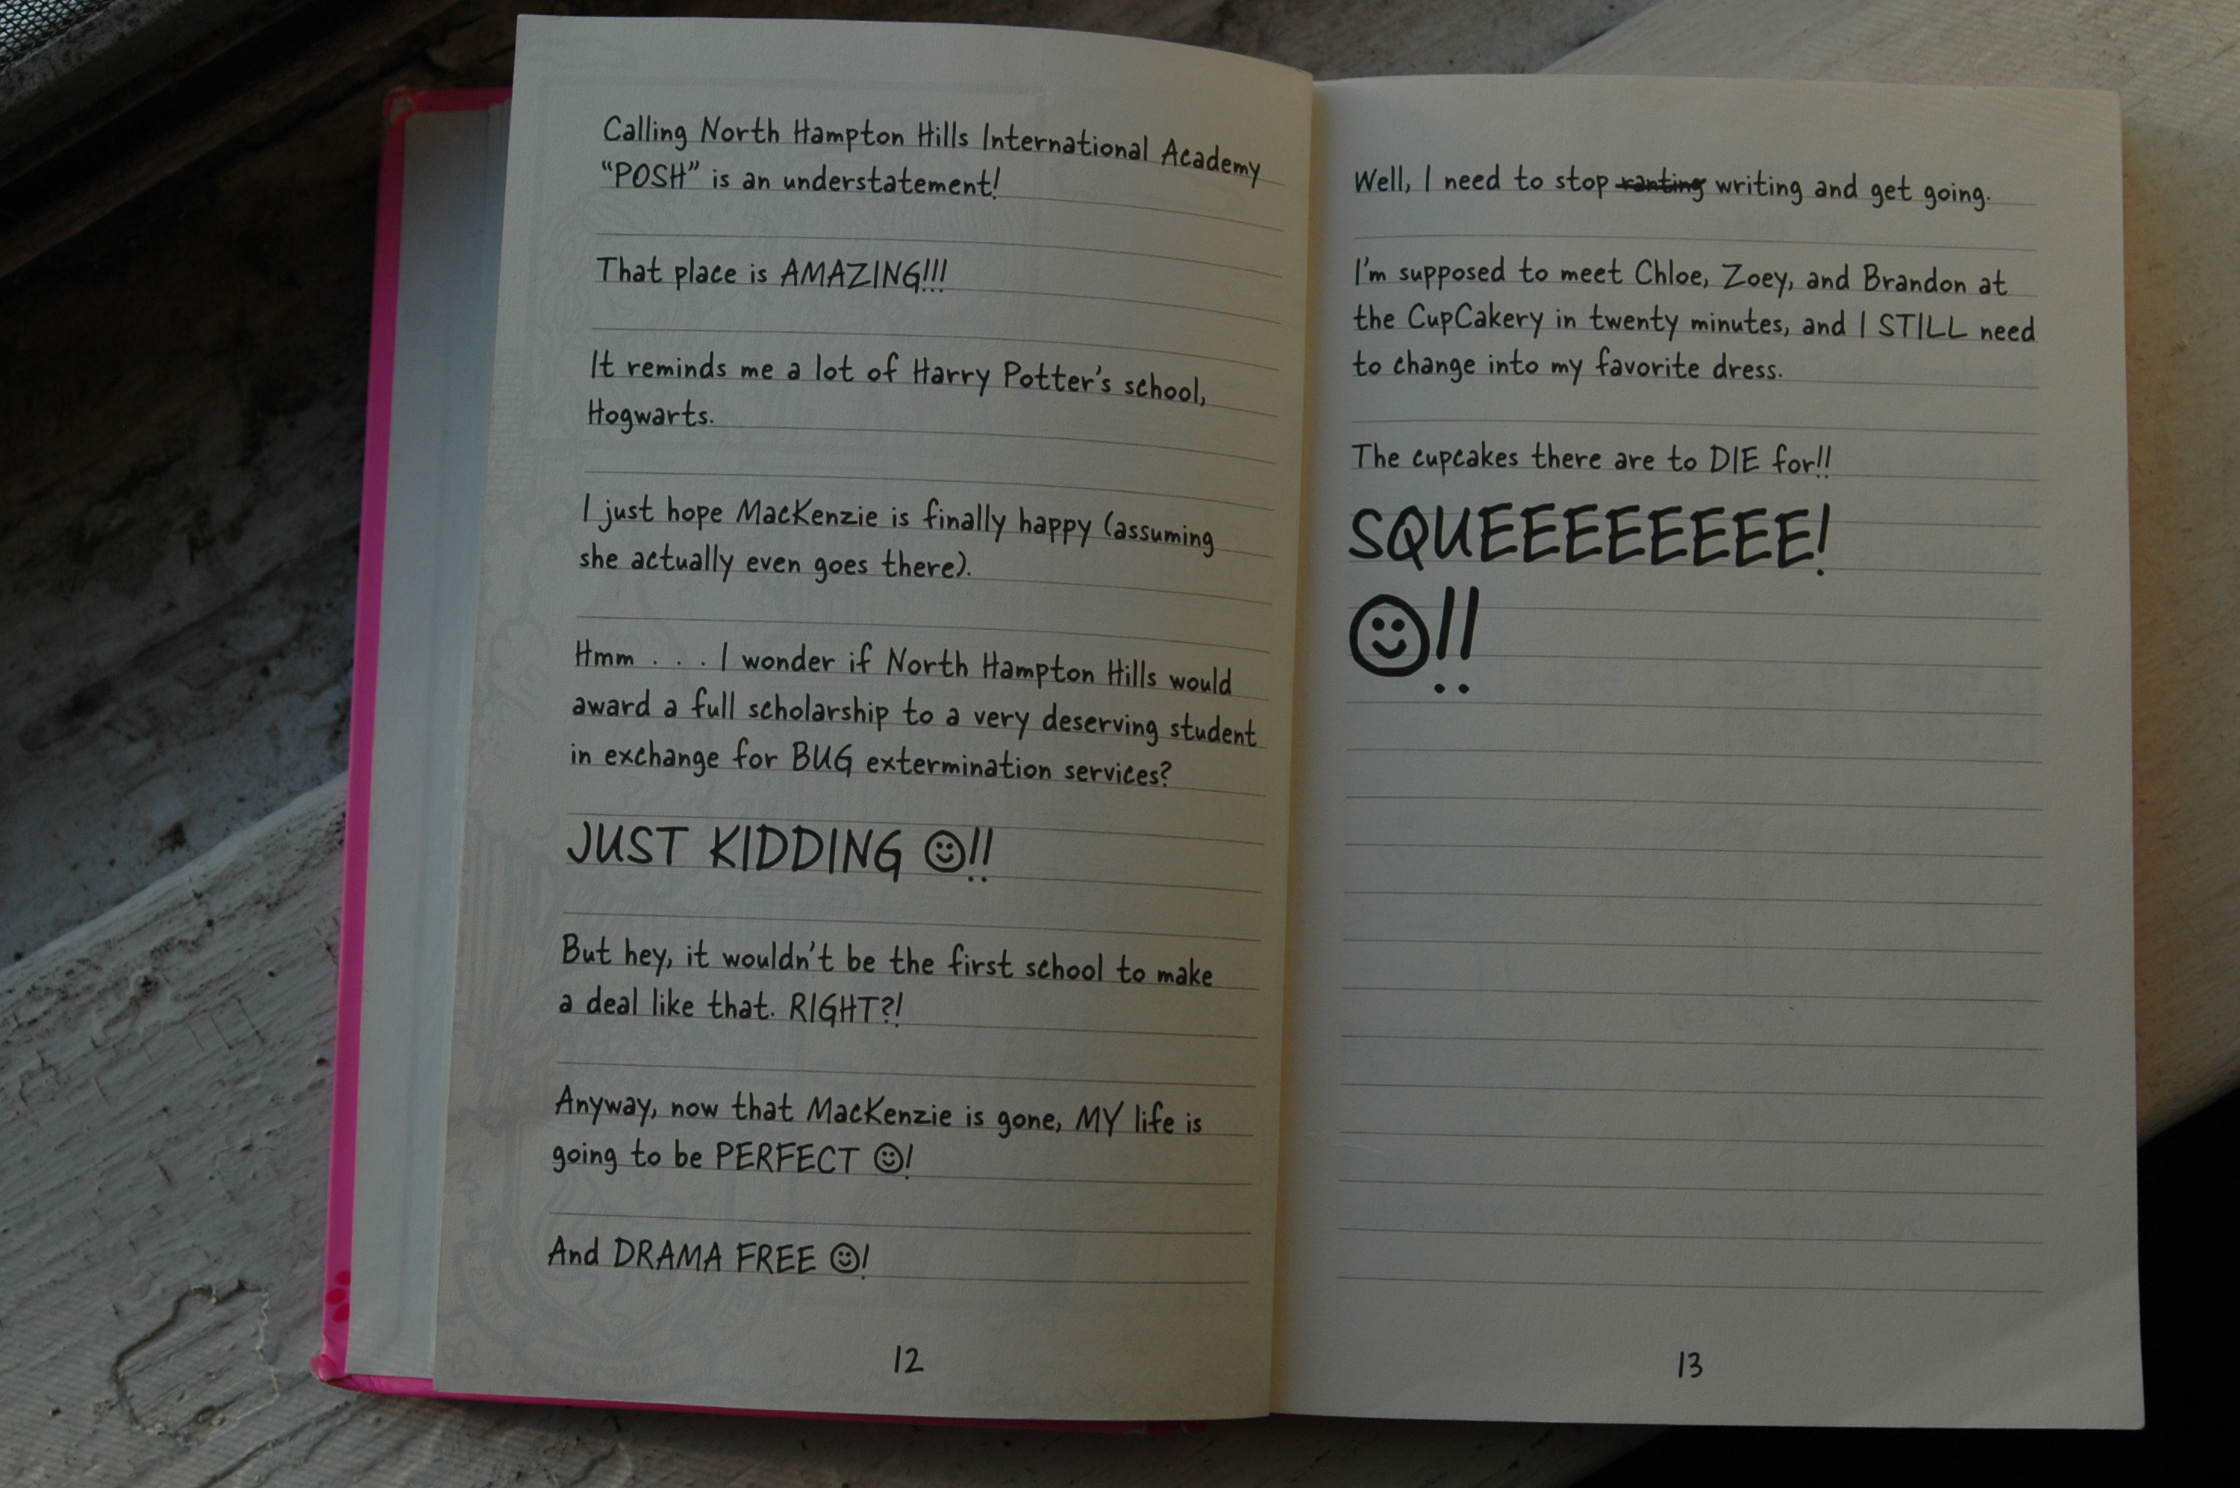 Calling North Hampton Hills International Academy
“POSH” is an understatement!
That place is AMAZING!!!
It reminds me a lot of Harry Potter's school,
Hogwarts.
I just hope MacKenzie is finally happy (assuming
she actually even goes there).
Hmm . . . I wonder if North Hampton Hills would
award a full scholarship to a very deserving student
in exchange for BUG extermination services?
JUST KIDDING ☺!!
But hey, it wouldn't be the first school to make
a deal like that. RIGHT?!
Anyway, now that MacKenzie is gone, MY life is
going to be PERFECT ☺!
And DRAMA FREE ☺!
12
Well, I need to stop ranting writing and get going.
I'm supposed to meet Chloe, Zoey, and Brandon at
the CupCakery in twenty minutes, and I STILL need
to change into my favorite dress.
The cupcakes there are to DIE for!!
SQUEEEEEEEEE!
☺!!
13